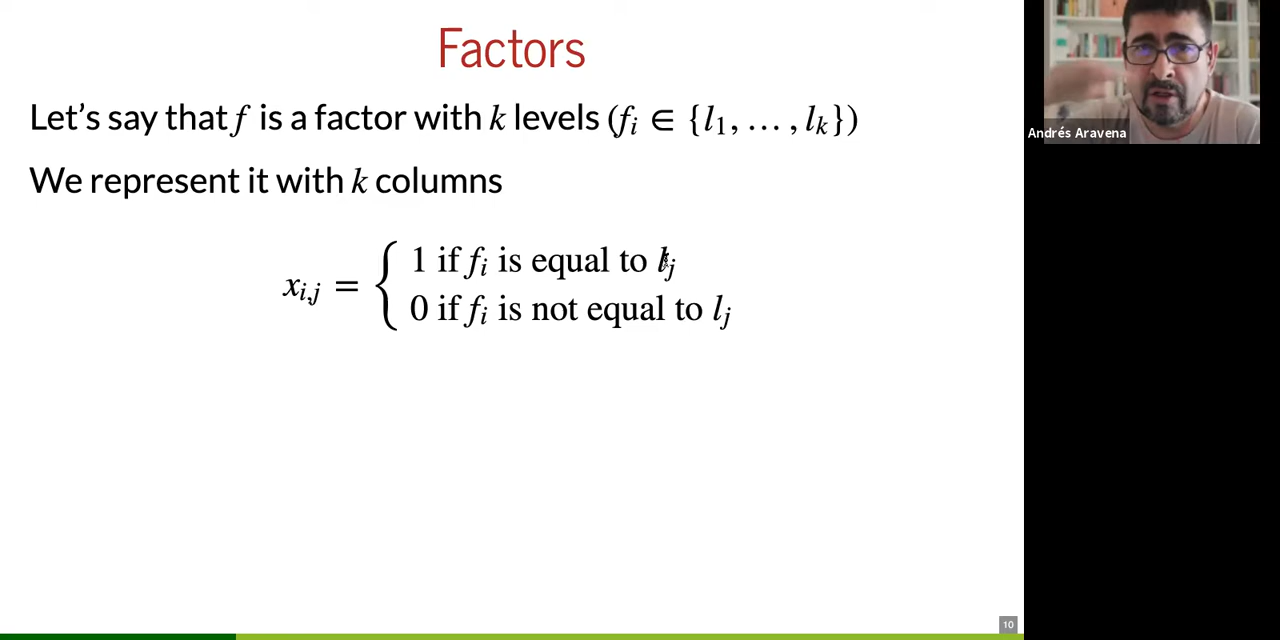 Factors
Let's say that f is a factor with k levels (fᵢ ∈ {l₁, … , lₖ})
We represent it with k columns
xᵢ,ⱼ = { 1 if fᵢ is equal to lⱼ
0 if fᵢ is not equal to lⱼ
Andrés Aravena
10